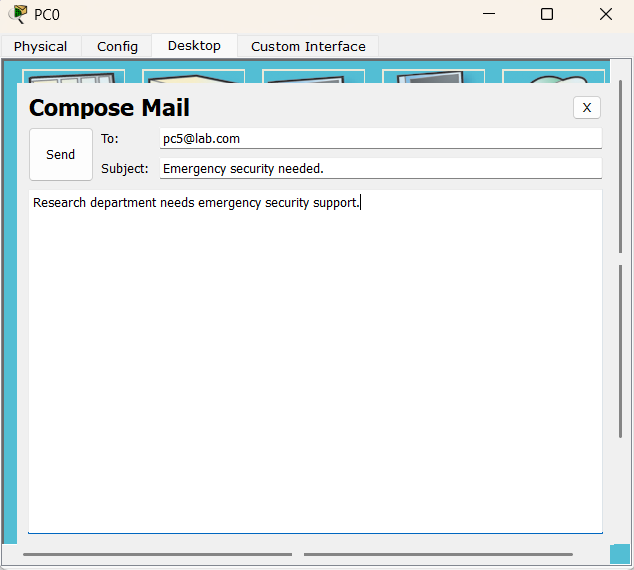 PC0
Physical Config Desktop Custom Interface
Compose Mail X
Send
To: pc5@lab.com
Subject: Emergency security needed.
Research department needs emergency security support.